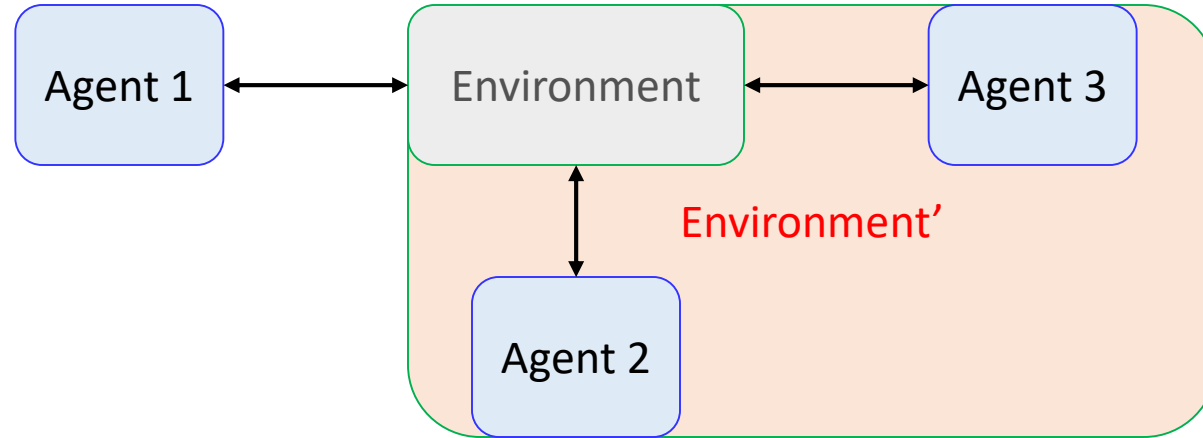 Agent 1
Environment
Agent 3
Environment’
Agent 2